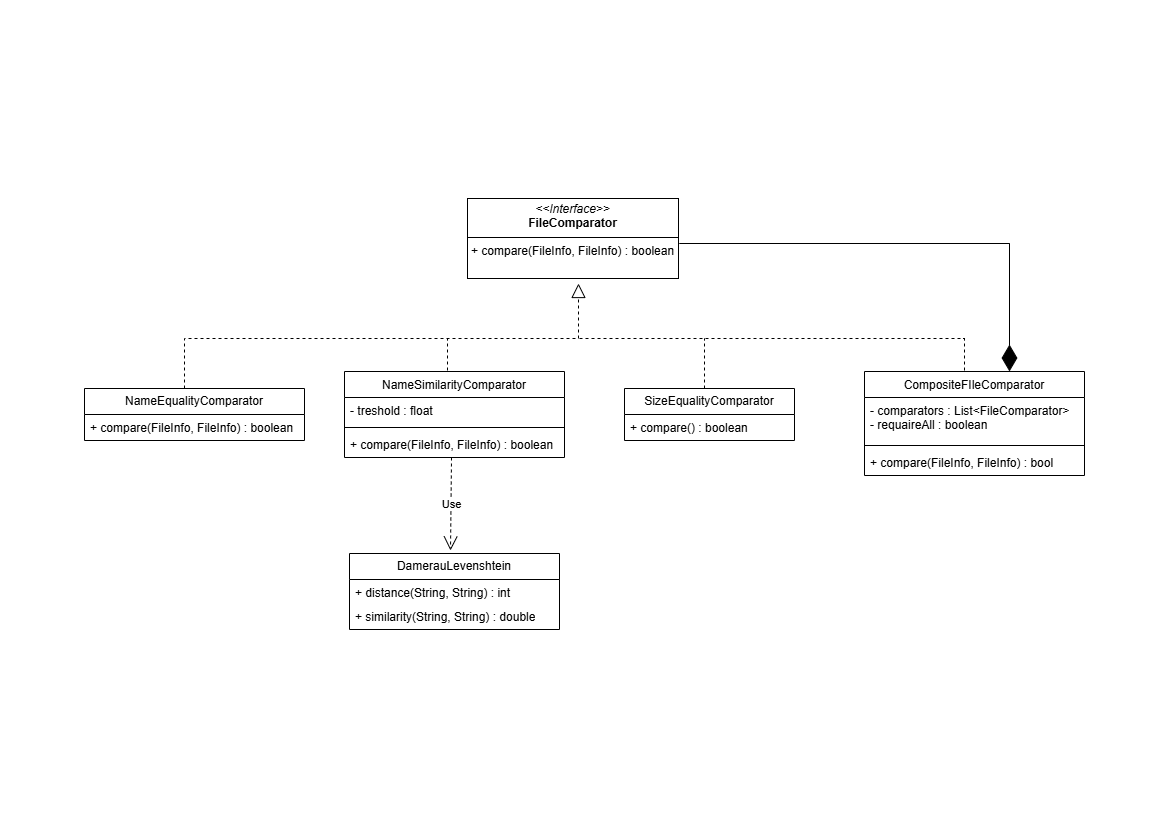 <<Interface>>
FileComparator
+ compare(FileInfo, FileInfo) : boolean
NameEqualityComparator
+ compare(FileInfo, FileInfo) : boolean
NameSimilarityComparator
- treshold : float
+ compare(FileInfo, FileInfo) : boolean
SizeEqualityComparator
+ compare() : boolean
CompositeFIleComparator
- comparators : List<FileComparator>
- requaireAll : boolean
+ compare(FileInfo, FileInfo) : bool
Use
DamerauLevenshtein
+ distance(String, String) : int
+ similarity(String, String) : double